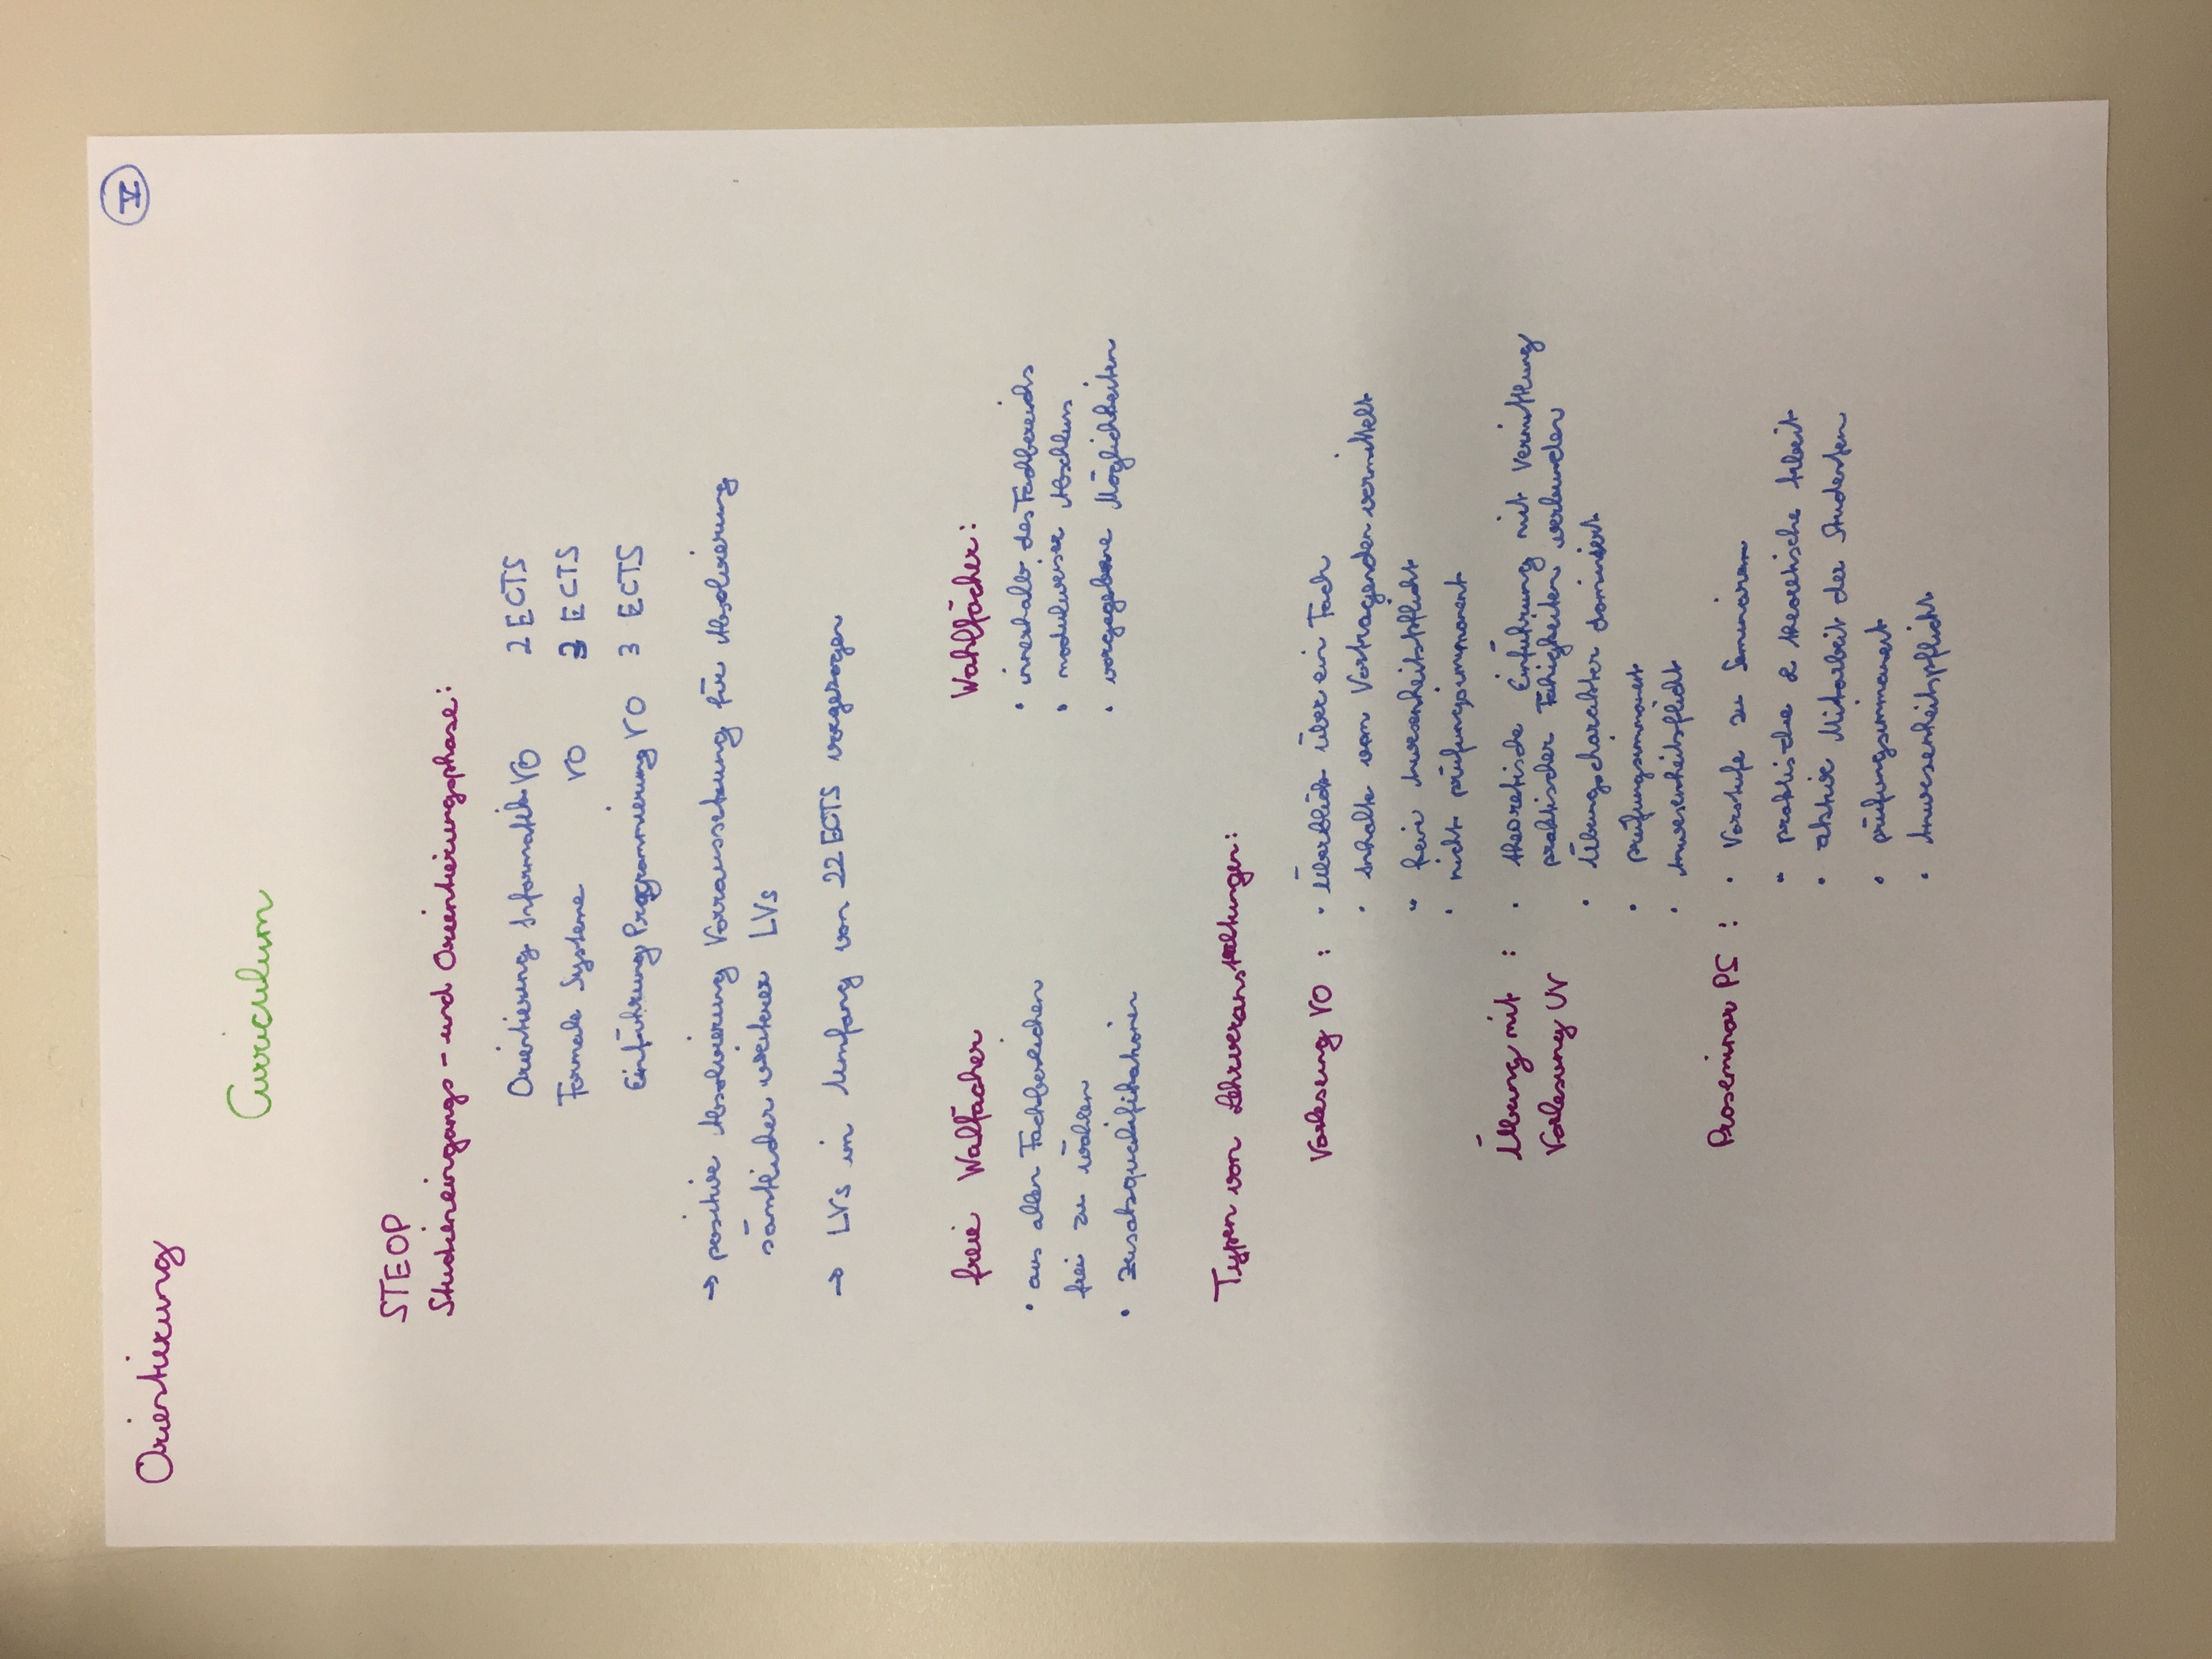 Orientierung
V
Curriculum
STEOP
Studieneingangs- und Orientierungsphase:
Orientierung Informatik VO 2 ECTS
Formale Systeme VO 3 ECTS
Einführung Programmierung VO 3 ECTS
→ positive Absolvierung Vorraussetzung für Absolvierung
sämtlicher weiterer LVs
→ LVs im Umfang von 22 ECTS vorgezogen
freie Walfächer
• aus allen Fachbereichen
frei zu wählen
• Zusatzqualifikationen
Wahlfächer:
• innerhalb des Fachbereichs
• modulweiser Abschluss
• vorgegebene Möglichkeiten
Typen von Lehrveranstaltungen:
Vorlesung VO : • Überblick über ein Fach
• Inhalte vom Vortragenden vermittelt
• keine Anwesenheitspflicht
• nicht prüfungsimmanent
Übung mit : • theoretische Einführung mit Vermittlung
Vorlesung UV praktischer Fähigkeiten verbunden
• Übungscharakter dominiert
• prüfungsimmanent
• Anwesenheitspflicht
Proseminar PS : • Vorstufe zu Seminaren
• praktische & theoretische Arbeit
• aktive Mitarbeit der Studenten
• prüfungsimmanent
• Anwesenheitspflicht